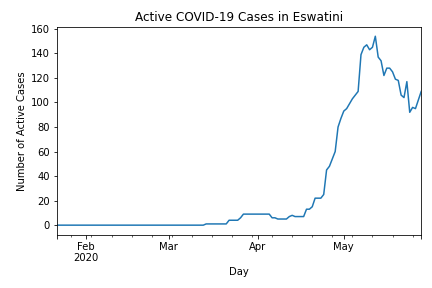 Active COVID-19 Cases in Eswatini
160
140
120
100
80
60
40
20
0
Number of Active Cases
Feb
2020
Mar
Apr
May
Day